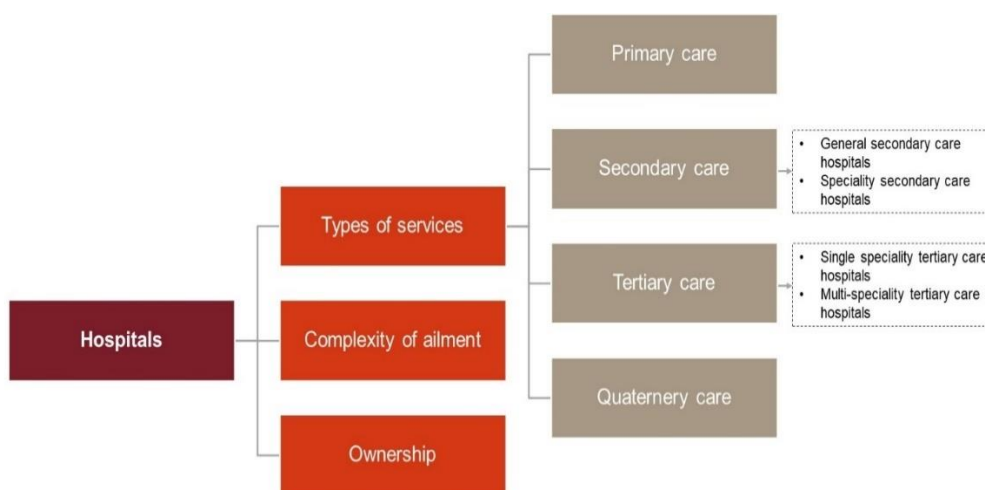 Hospitals
Types of services
Complexity of ailment
Ownership
Primary care
Secondary care
Tertiary care
Quaternery care
• General secondary care
hospitals
• Speciality secondary care
hospitals
• Single speciality tertiary care
hospitals
• Multi-speciality tertiary care
hospitals